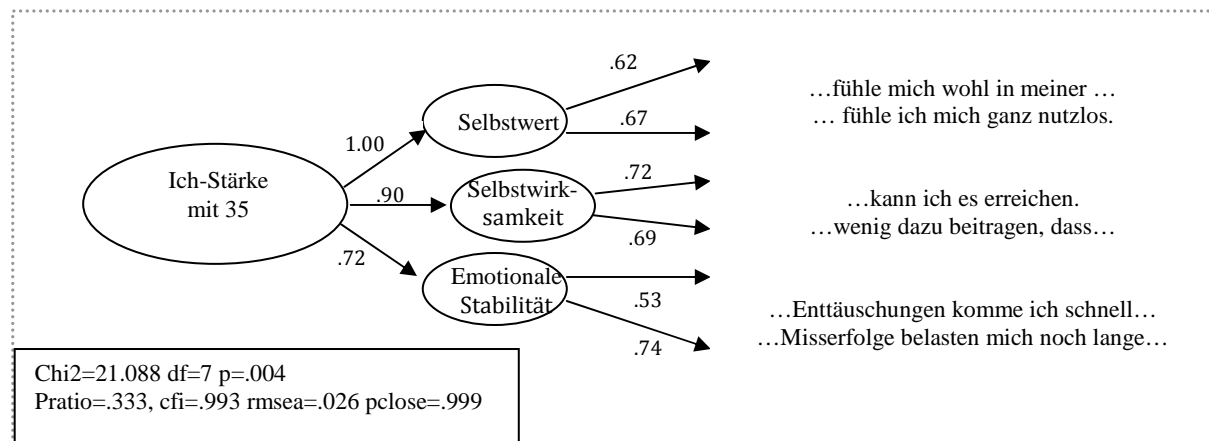 .62
…fühle mich wohl in meiner …
… fühle ich mich ganz nutzlos.
Selbstwert
.67
1.00
Ich-Stärke
mit 35
.90
Selbstwirk-
samkeit
.72
…kann ich es erreichen.
…wenig dazu beitragen, dass…
.69
.72
Emotionale
Stabilität
.53
…Enttäuschungen komme ich schnell…
…Misserfolge belasten mich noch lange…
.74
Chi2=21.088 df=7 p=.004
Pratio=.333, cfi=.993 rmsea=.026 pclose=.999